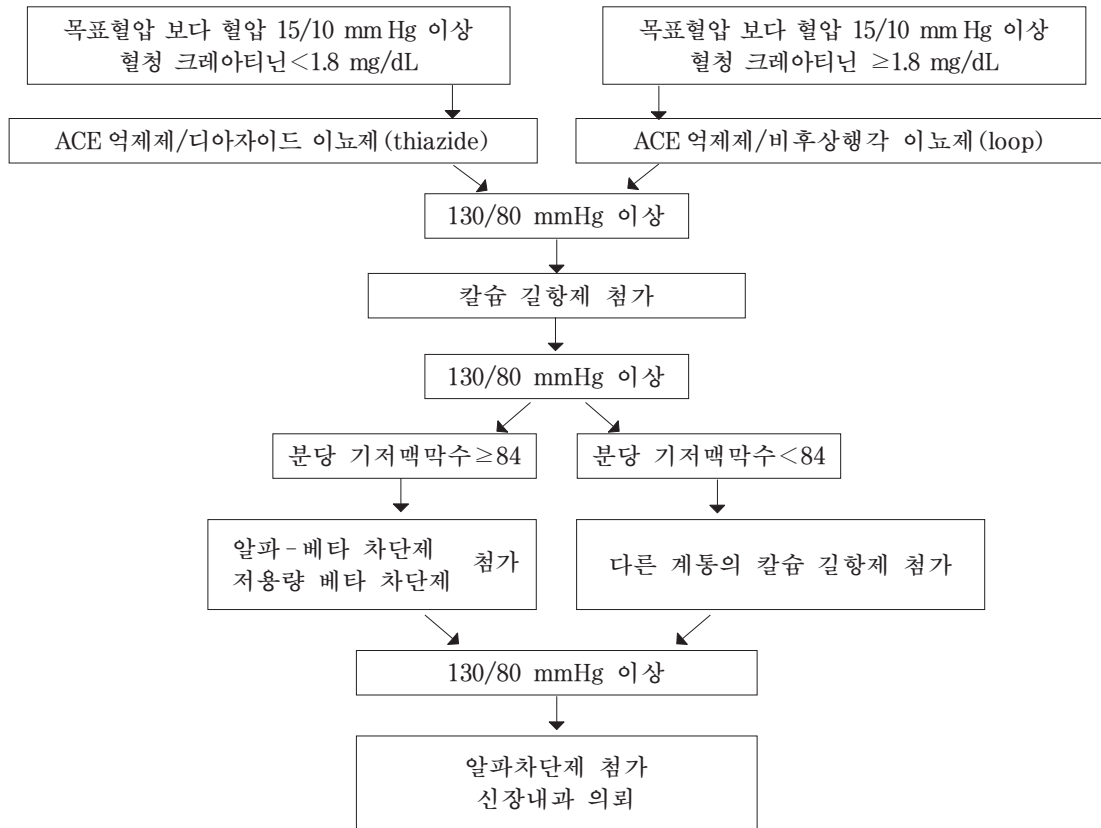 목표혈압 보다 혈압 15/10 mm Hg 이상
혈청 크레아티닌<1.8 mg/dL
목표혈압 보다 혈압 15/10 mm Hg 이상
혈청 크레아티닌 ≥1.8 mg/dL
ACE 억제제/디아자이드 이뇨제(thiazide)
ACE 억제제/비후상행각 이뇨제(loop)
130/80 mmHg 이상
칼슘 길항제 첨가
130/80 mmHg 이상
분당 기저맥막수≥84
분당 기저맥막수<84
알파-베타 차단제
저용량 베타 차단제
첨가
다른 계통의 칼슘 길항제 첨가
130/80 mmHg 이상
알파차단제 첨가
신장내과 의뢰